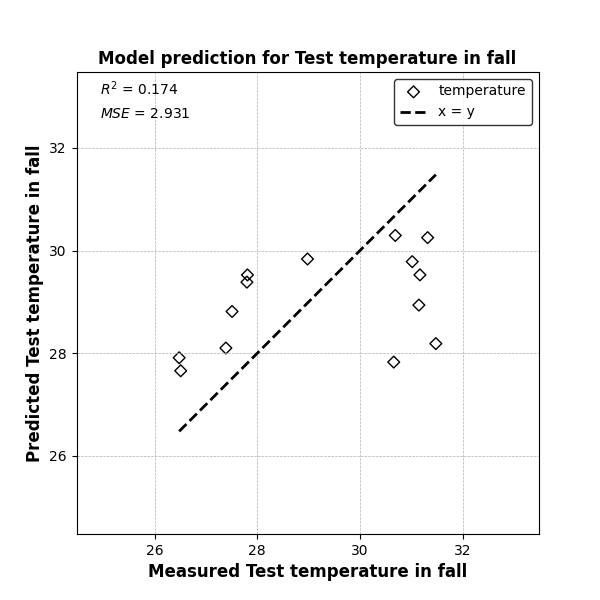 Model prediction for Test temperature in fall
R² = 0.174
MSE = 2.931
temperature
x = y
Predicted Test temperature in fall
32
30
28
26
26 28 30 32
Measured Test temperature in fall